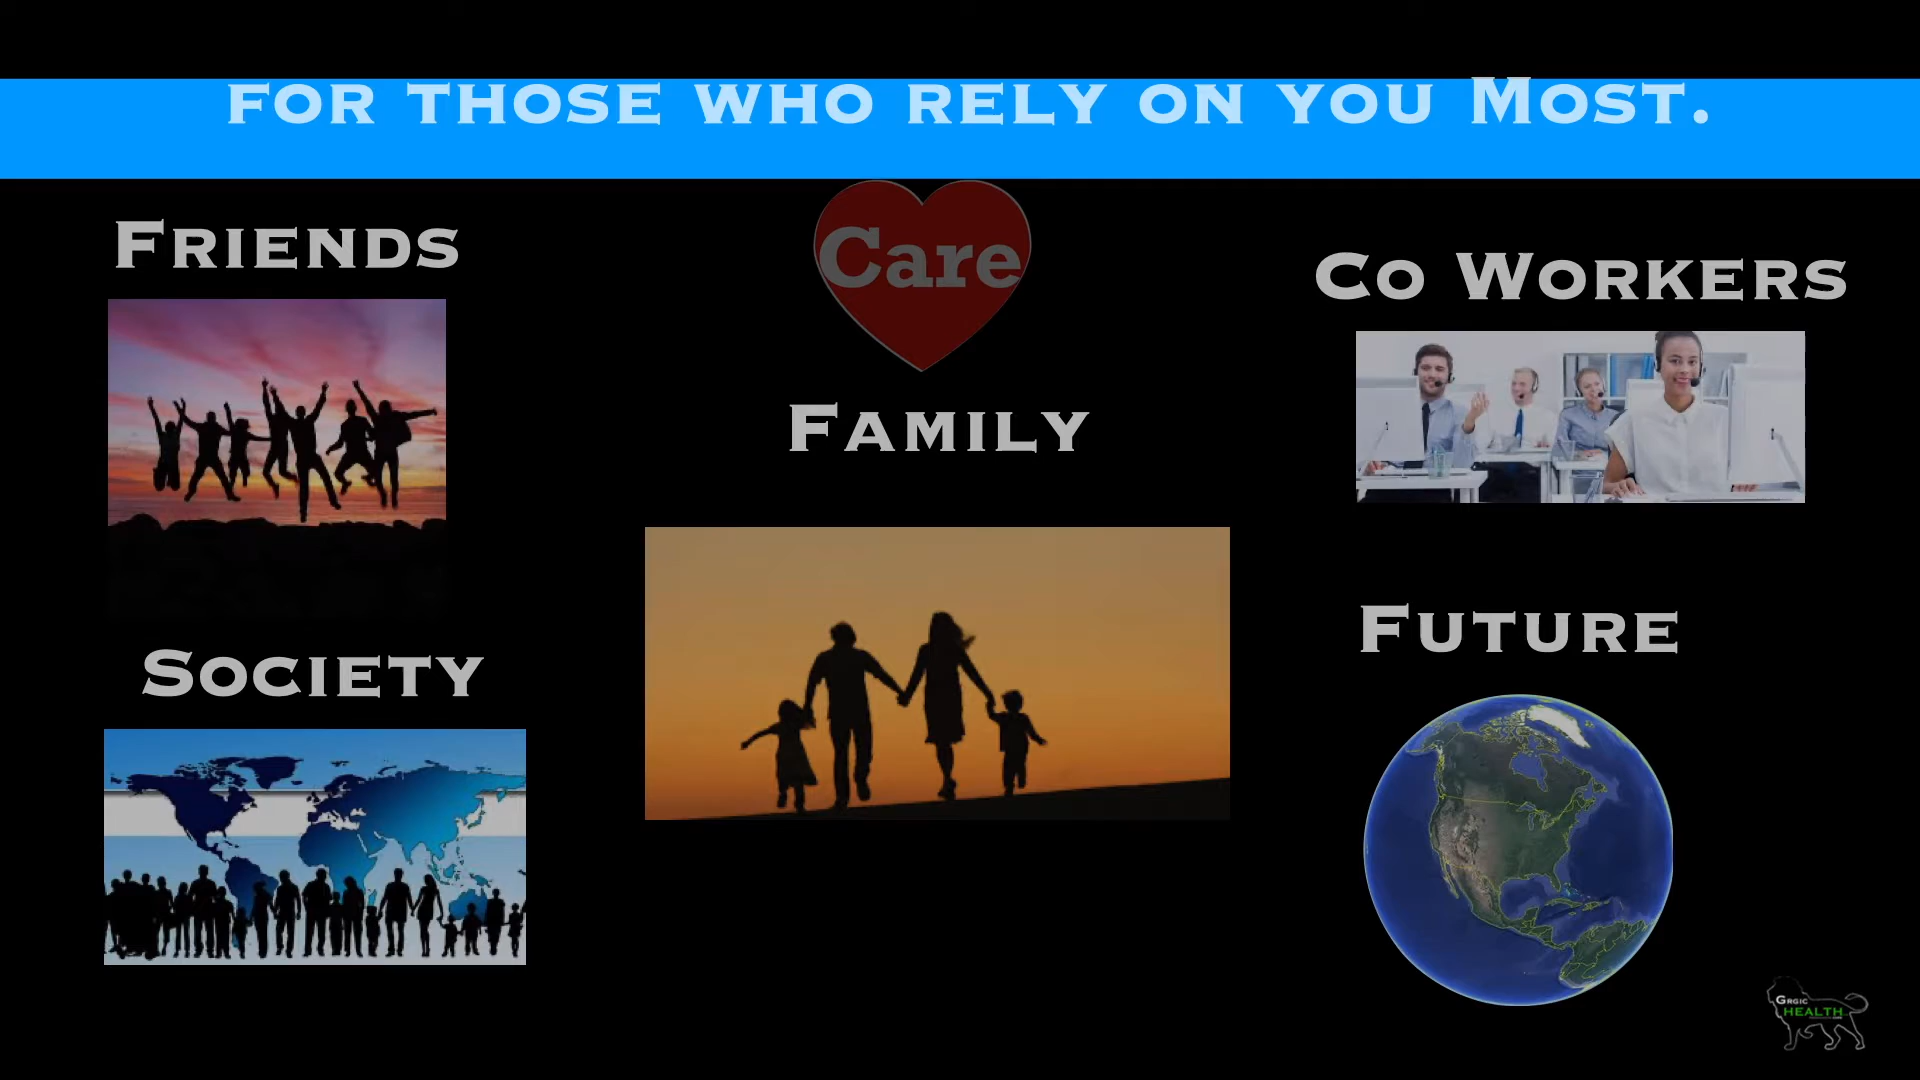 for those who rely on you Most.
Friends
Care
Co Workers
Family
Future
Society
Grgic
HEALTH